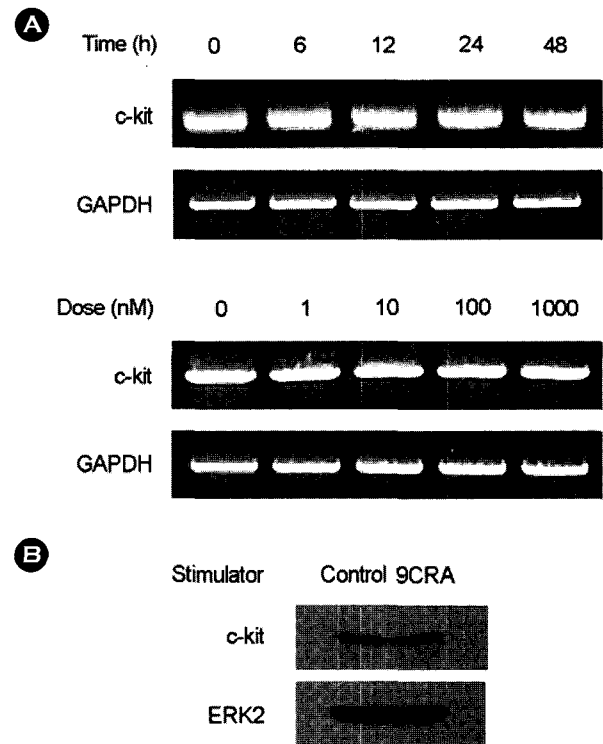 A
Time (h) 0 6 12 24 48
c-kit
GAPDH
Dose (nM) 0 1 10 100 1000
c-kit
GAPDH
B
Stimulator Control 9CRA
c-kit
ERK2